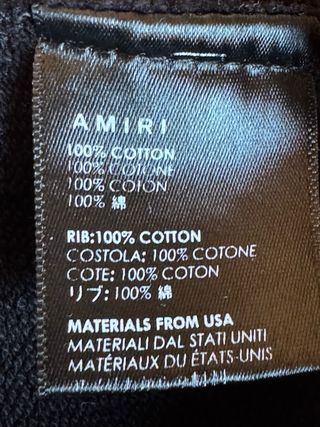 AMIRI
100% COTTON
100% COTONE
100% COTON
100% 綿
RIB:100% COTTON
COSTOLA: 100% COTONE
COTE: 100% COTON
リブ: 100% 綿
MATERIALS FROM USA
MATERIALI DAL STATI UNITI
MATÉRIAUX DU ÉTATS-UNIS